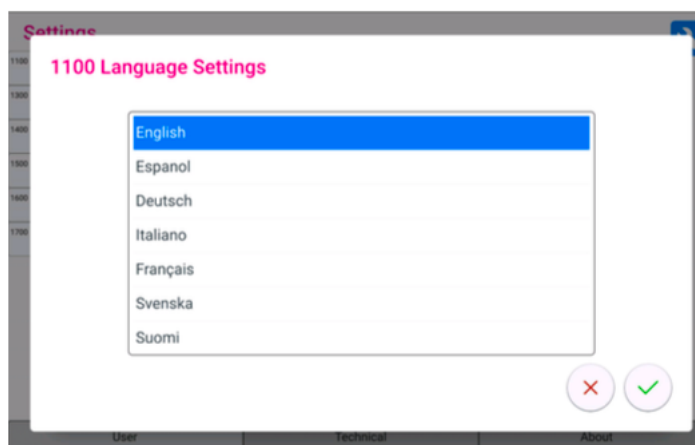 Settings
1100
1100 Language Settings
1300
English
1400
Espanol
1500
Deutsch
1600
Italiano
1700
Français
Svenska
Suomi
User
Technical
About